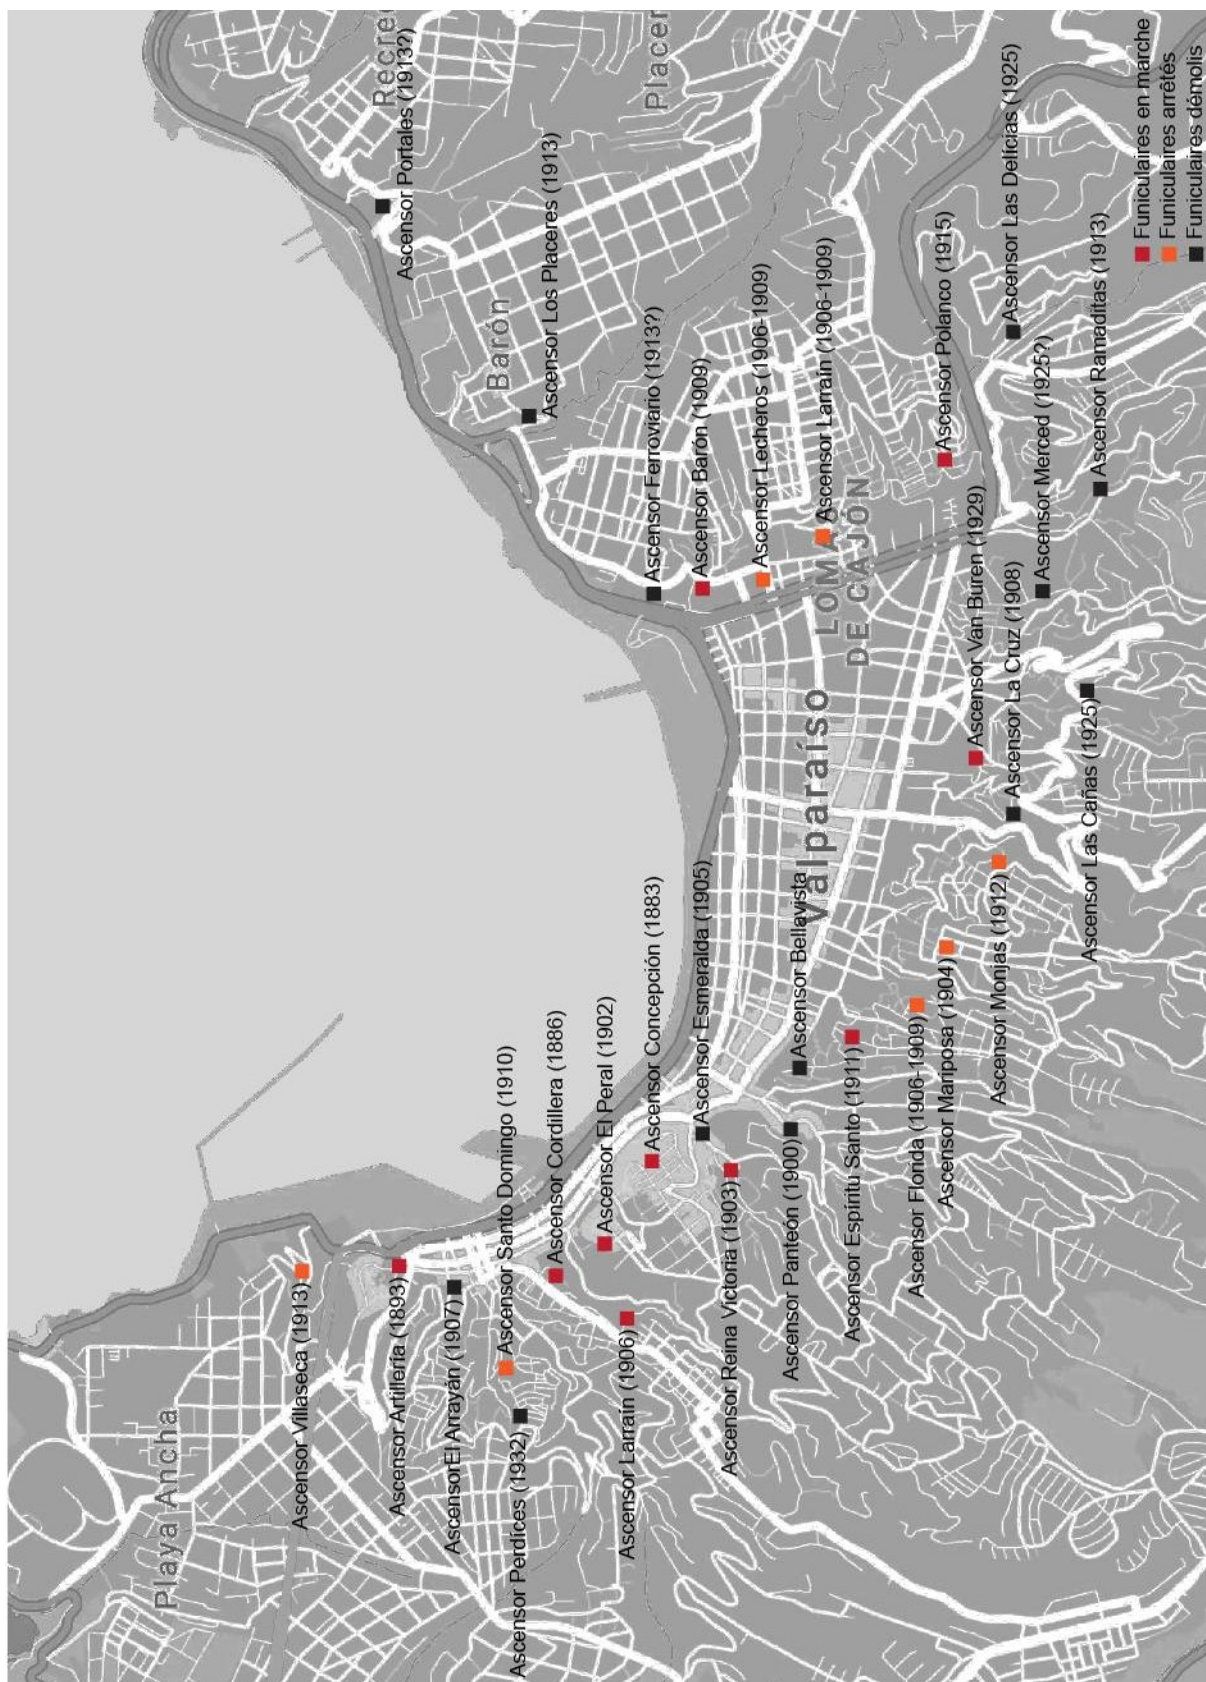 Playa Ancha
Ascensor Villaseca (1913)
Recre
Ascensor Artillería (1893)
Ascensor Portales (1913?)
AscensorEl Arrayán (1907)
Barón
Ascensor Santo Domingo (1910)
Ascensor Perdices (1932)
Ascensor Los Placeres (1913)
Ascensor Cordillera (1886)
Ascensor El Peral (1902)
Ascensor Larraín (1906)
Ascensor Concepción (1883)
Ascensor Ferroviario (1913?)
Placer
Ascensor Esmeralda (1905)
Ascensor Barón (1909)
Ascensor Reina Victoria (1903)
Ascensor Lecheros (1906-1909)
Ascensor Panteón (1900)
Ascensor Bellavista
Valparaíso
Ascensor Larraín (1906-1909)
LOMAS
DE CAJÓN
Ascensor Espíritu Santo (1911)
Ascensor Florida (1906-1909)
Ascensor Mariposa (1904)
Ascensor Polanco (1915)
Ascensor Van Buren (1929)
Ascensor Monjas (1912)
Ascensor La Cruz (1908)
Ascensor Las Delicias (1925)
Ascensor Merced (1925?)
Ascensor Las Cañas (1925)
Ascensor Ramaditas (1913)
Funiculaires en marche
Funiculaires arrêtés
Funiculaires démolis